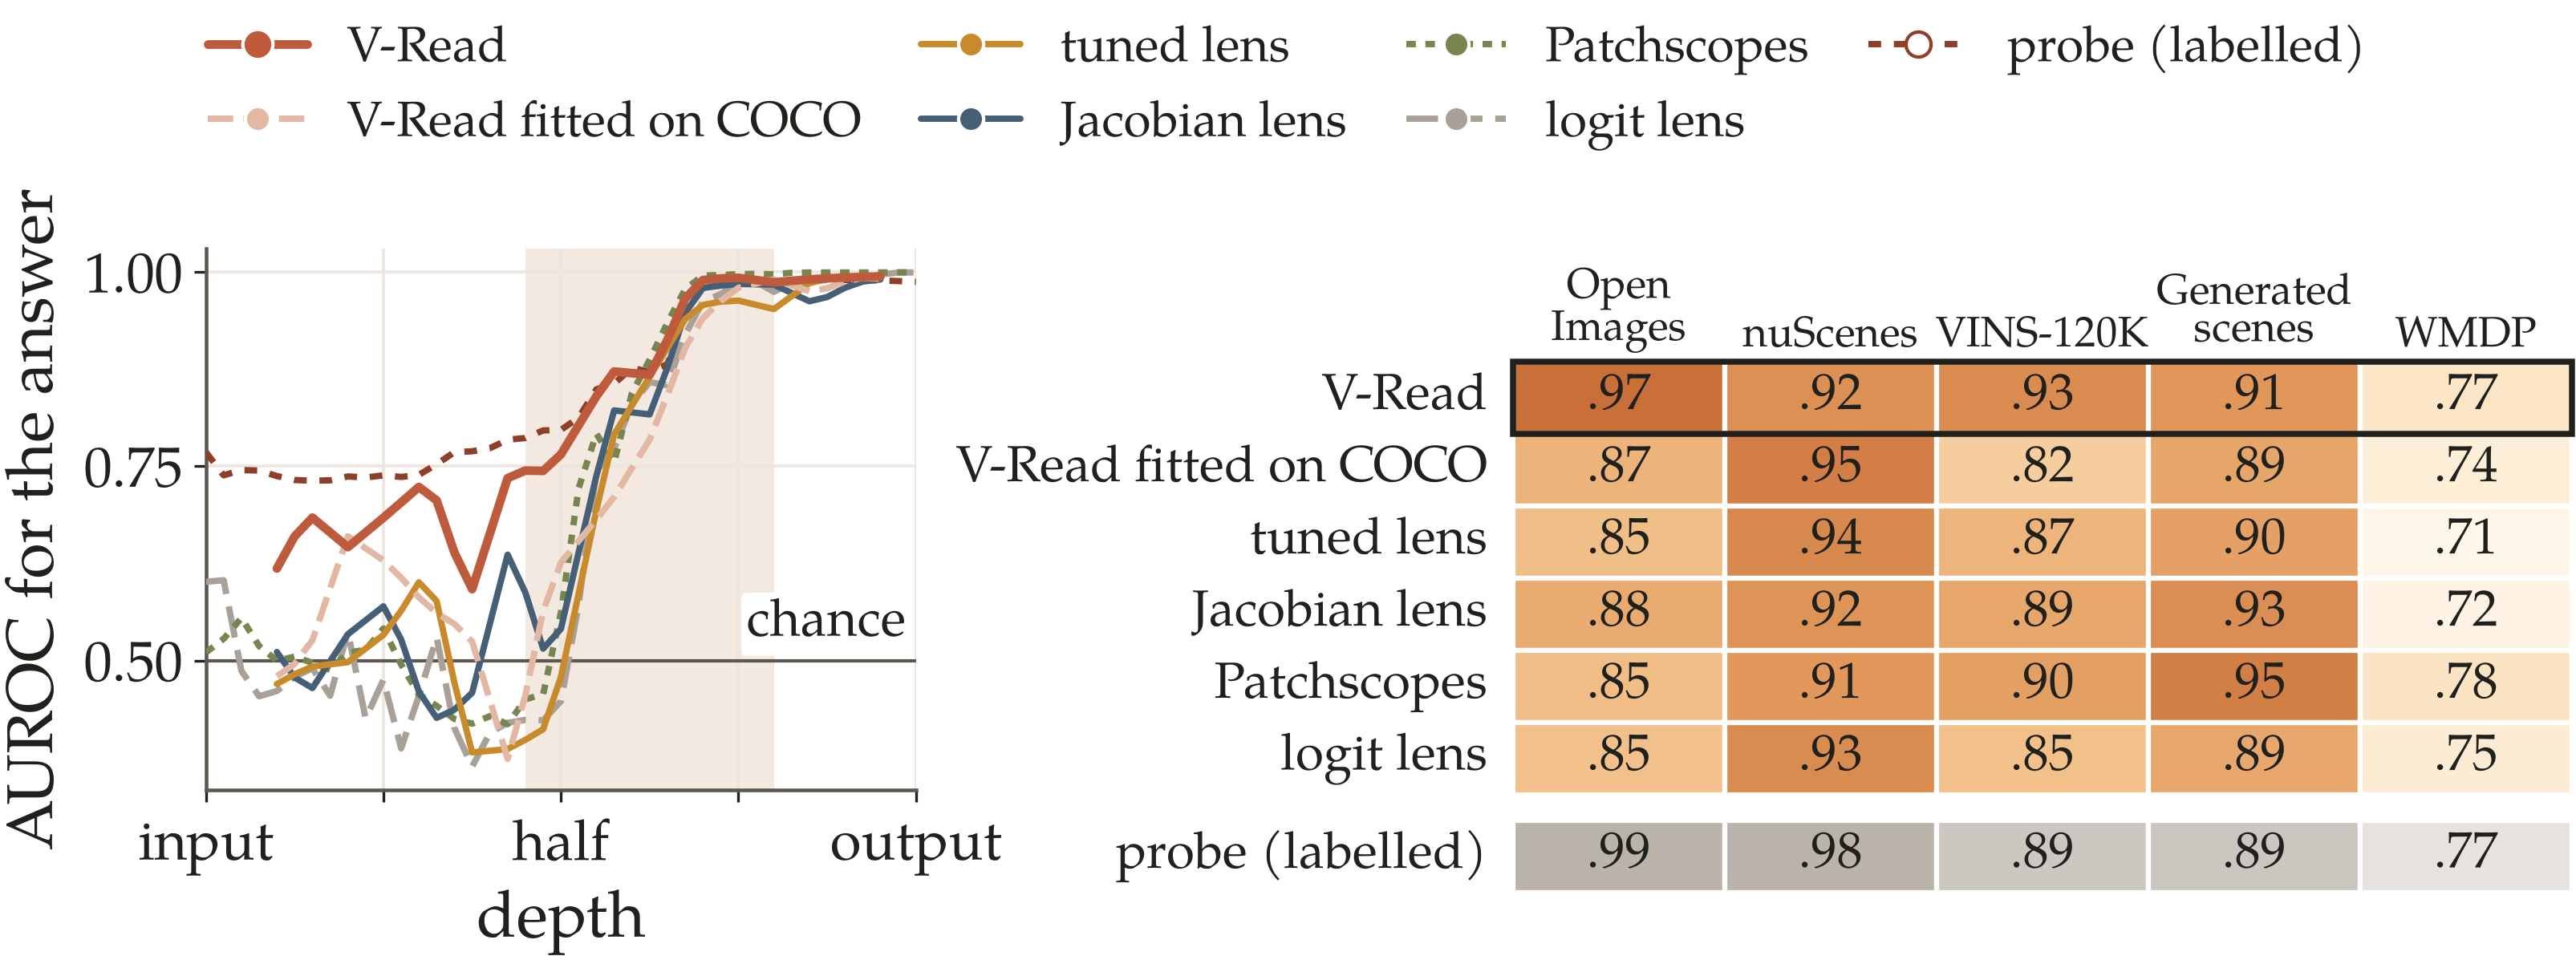 V-Read
tuned lens
Patchscopes
probe (labelled)
V-Read fitted on COCO
Jacobian lens
logit lens
AUROC for the answer
1.00
0.75
0.50
chance
input
half
output
depth
Open Images
nuScenes
VINS-120K
Generated scenes
WMDP
V-Read .97 .92 .93 .91 .77
V-Read fitted on COCO .87 .95 .82 .89 .74
tuned lens .85 .94 .87 .90 .71
Jacobian lens .88 .92 .89 .93 .72
Patchscopes .85 .91 .90 .95 .78
logit lens .85 .93 .85 .89 .75
probe (labelled) .99 .98 .89 .89 .77